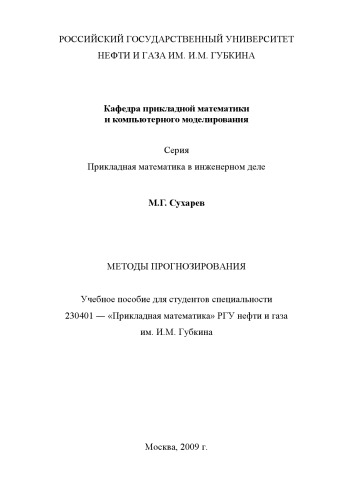 РОССИЙСКИЙ ГОСУДАРСТВЕННЫЙ УНИВЕРСИТЕТ
НЕФТИ И ГАЗА ИМ. И.М. ГУБКИНА
Кафедра прикладной математики
и компьютерного моделирования
Серия
Прикладная математика в инженерном деле
М.Г. Сухарев
МЕТОДЫ ПРОГНОЗИРОВАНИЯ
Учебное пособие для студентов специальности
230401 — «Прикладная математика» РГУ нефти и газа
им. И.М. Губкина
Москва, 2009 г.